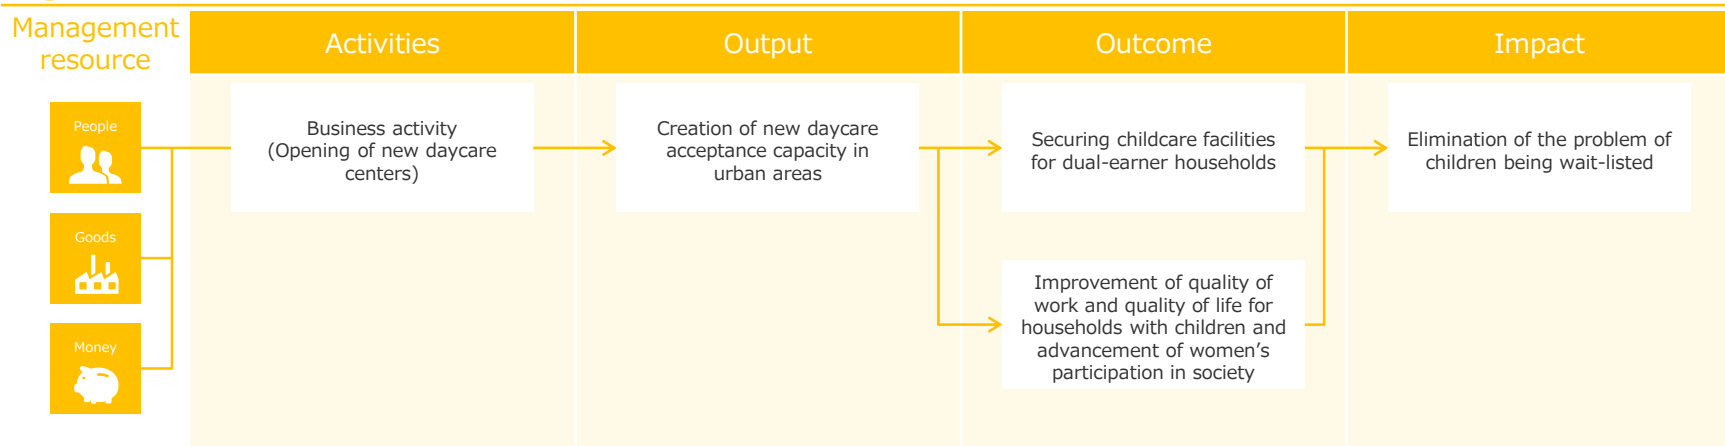 Management
resource
Activities
Output
Outcome
Impact
People
Goods
Money
Business activity
(Opening of new daycare
centers)
Creation of new daycare
acceptance capacity in
urban areas
Securing childcare facilities
for dual-earner households
Improvement of quality of
work and quality of life for
households with children and
advancement of women’s
participation in society
Elimination of the problem of
children being wait-listed